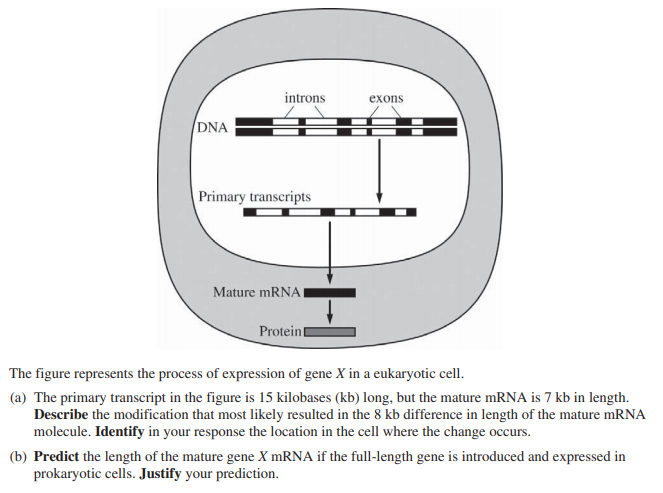 introns exons
DNA
Primary transcripts
Mature mRNA
Protein
The figure represents the process of expression of gene X in a eukaryotic cell.
(a) The primary transcript in the figure is 15 kilobases (kb) long, but the mature mRNA is 7 kb in length.
Describe the modification that most likely resulted in the 8 kb difference in length of the mature mRNA
molecule. Identify in your response the location in the cell where the change occurs.
(b) Predict the length of the mature gene X mRNA if the full-length gene is introduced and expressed in
prokaryotic cells. Justify your prediction.